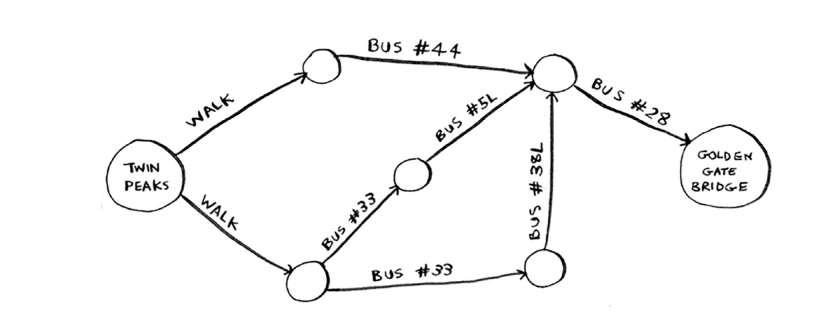 BUS #44
WALK
BUS #5L
BUS #28
TWIN
PEAKS
GOLDEN
GATE
BRIDGE
WALK
BUS #33
BUS #38L
BUS #33